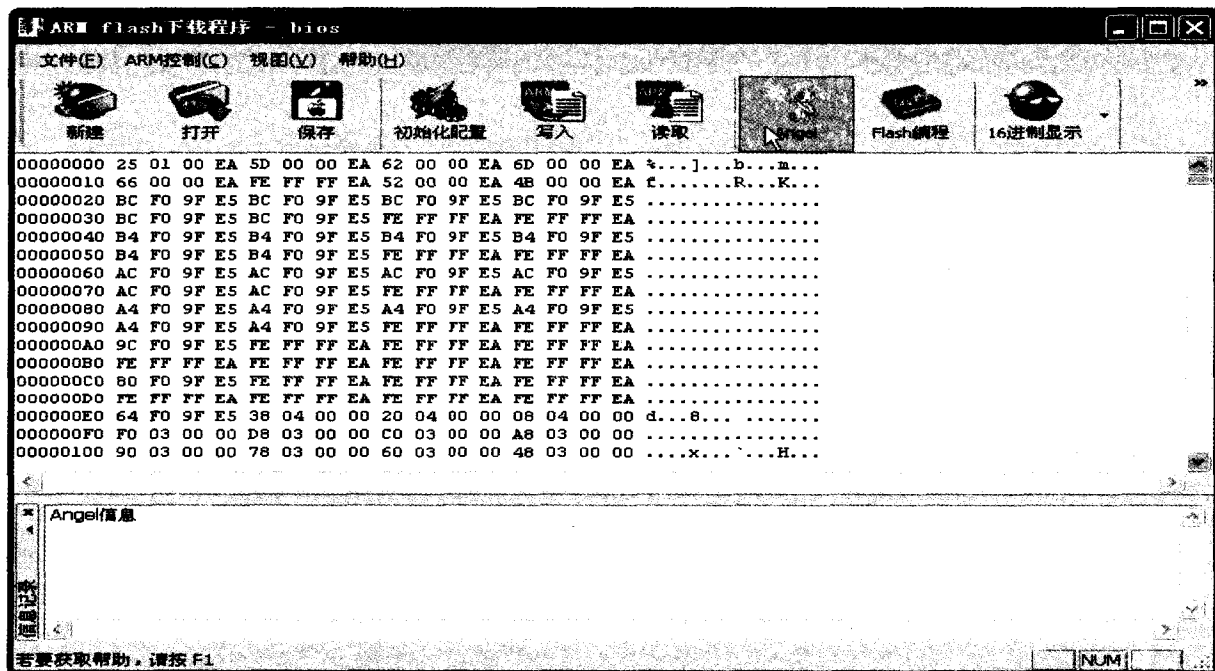 ARM flash下载程序 - bios
文件(F) ARM控制(C) 视图(V) 帮助(H)
新建 打开 保存 初始化配置 写入 读取 Angel Flash编程 16进制显示
00000000 25 01 00 EA 5D 00 00 EA 62 00 00 EA 6D 00 00 EA %...]...b...m...
00000010 66 00 00 EA FE FF FF EA 52 00 00 EA 4B 00 00 EA f.......R...K...
00000020 BC F0 9F E5 BC F0 9F E5 BC F0 9F E5 BC F0 9F E5 ................
00000030 BC F0 9F E5 BC F0 9F E5 FE FF FF EA FE FF FF EA ................
00000040 B4 F0 9F E5 B4 F0 9F E5 B4 F0 9F E5 B4 F0 9F E5 ................
00000050 B4 F0 9F E5 B4 F0 9F E5 FE FF FF EA FE FF FF EA ................
00000060 AC F0 9F E5 AC F0 9F E5 AC F0 9F E5 AC F0 9F E5 ................
00000070 AC F0 9F E5 AC F0 9F E5 FE FF FF EA FE FF FF EA ................
00000080 A4 F0 9F E5 A4 F0 9F E5 A4 F0 9F E5 A4 F0 9F E5 ................
00000090 A4 F0 9F E5 A4 F0 9F E5 FE FF FF EA FE FF FF EA ................
000000A0 9C F0 9F E5 FE FF FF EA FE FF FF EA FE FF FF EA ................
000000B0 FE FF FF EA FE FF FF EA FE FF FF EA FE FF FF EA ................
000000C0 80 F0 9F E5 FE FF FF EA FE FF FF EA FE FF FF EA ................
000000D0 FE FF FF EA FE FF FF EA FE FF FF EA FE FF FF EA ................
000000E0 64 F0 9F E5 38 04 00 00 20 04 00 00 08 04 00 00 d...8... .......
000000F0 F0 03 00 00 D8 03 00 00 C0 03 00 00 A8 03 00 00 ................
00000100 90 03 00 00 78 03 00 00 60 03 00 00 48 03 00 00 ....x...`...H...
Angel信息
信息记录
若要获取帮助，请按 F1
NUM